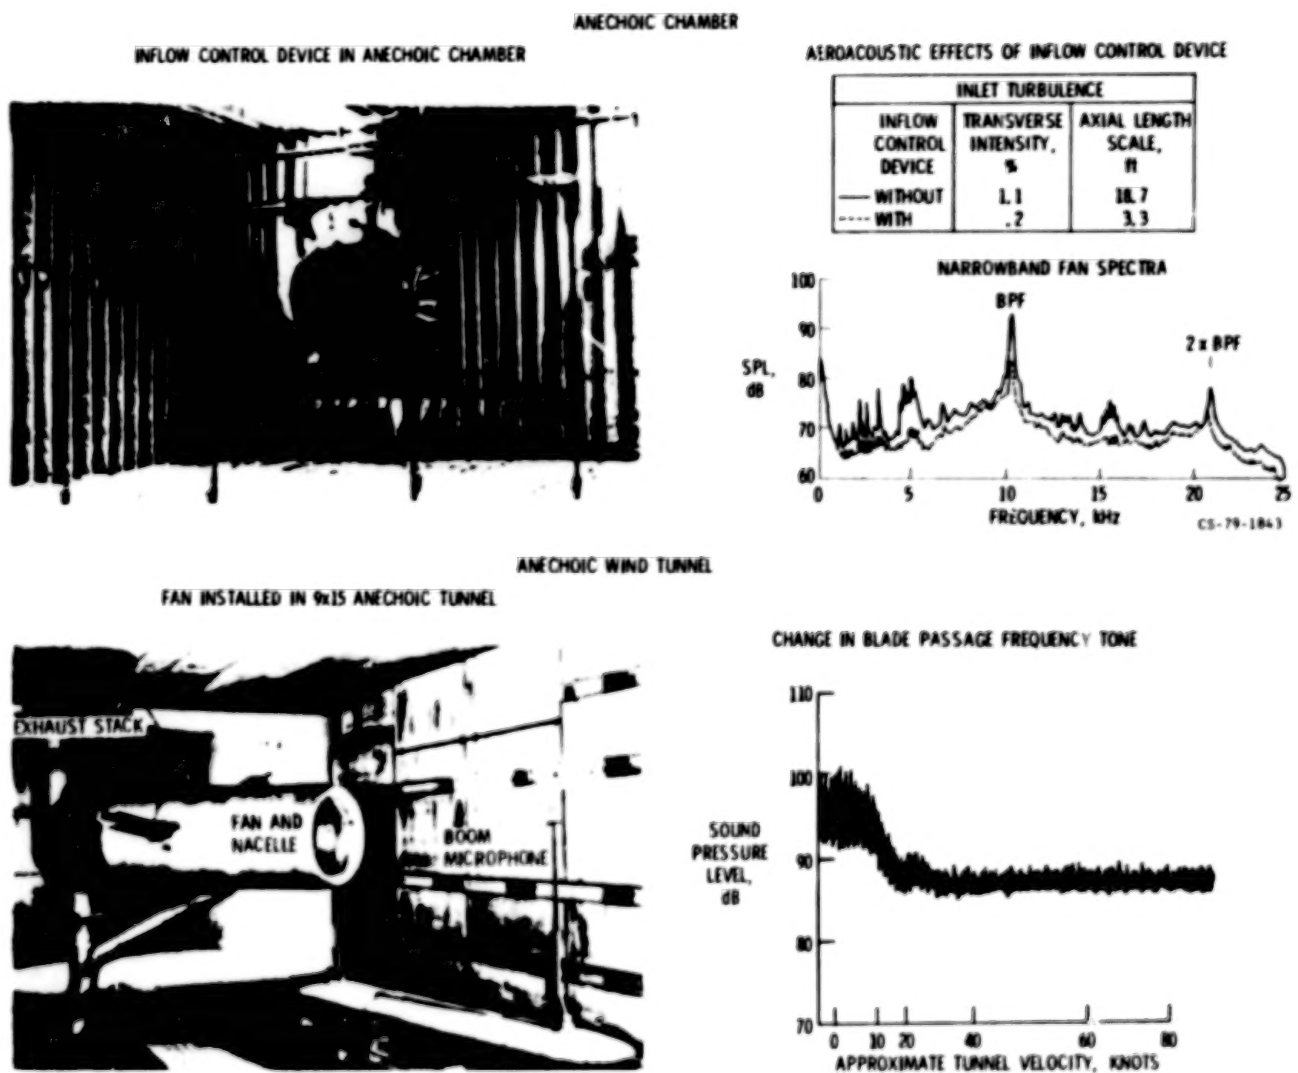 ANECHOIC CHAMBER
INFLOW CONTROL DEVICE IN ANECHOIC CHAMBER
AEROACOUSTIC EFFECTS OF INFLOW CONTROL DEVICE
INLET TURBULENCE
INFLOW CONTROL DEVICE
TRANSVERSE INTENSITY, %
AXIAL LENGTH SCALE, ft
WITHOUT 1.1 18.7
WITH .2 3.3
NARROWBAND FAN SPECTRA
BPF
2 x BPF
SPL, dB
100
90
80
70
60
0 5 10 15 20 25
FREQUENCY, kHz
CS-79-1843
ANECHOIC WIND TUNNEL
FAN INSTALLED IN 9x15 ANECHOIC TUNNEL
EXHAUST STACK
FAN AND
NACELLE
BOOM
MICROPHONE
CHANGE IN BLADE PASSAGE FREQUENCY TONE
SOUND
PRESSURE
LEVEL,
dB
110
100
90
80
70
0 10 20 40 60 80
APPROXIMATE TUNNEL VELOCITY, KNOTS